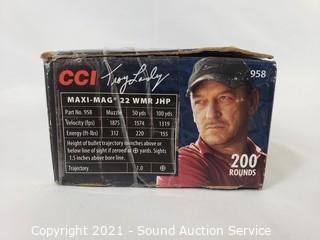 CCI Troy Landry 958
MAXI-MAG® 22 WMR JHP
Part No. 958 Muzzle 50 yds 100 yds
Velocity (fps) 1875 1574 1319
Energy (ft-lbs) 312 220 155
Height of bullet trajectory in inches above or
below line of sight if zeroed at ⊕ yards. Sights
1.5 inches above bore line.
Trajectory 1.0 ⊕
200
ROUNDS
Copyright 2021 - Sound Auction Service